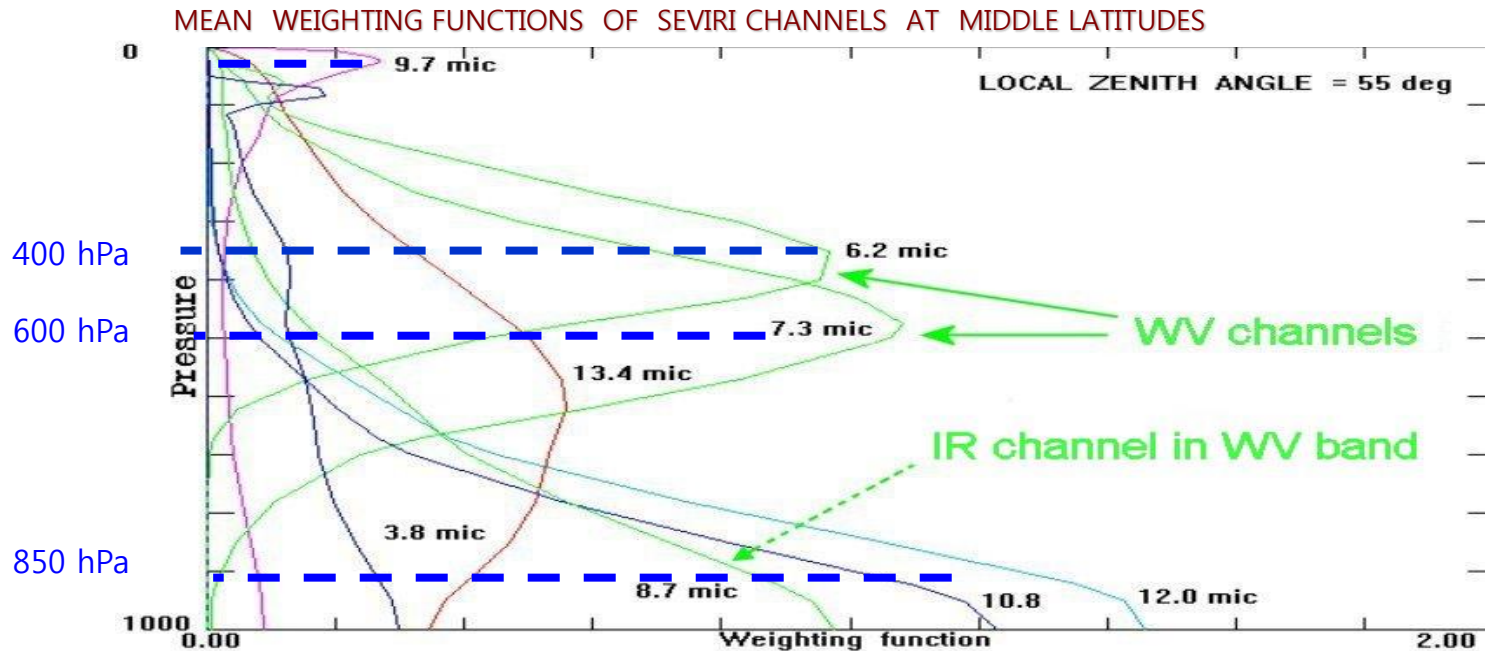 MEAN WEIGHTING FUNCTIONS OF SEVIRI CHANNELS AT MIDDLE LATITUDES
0
9.7 mic
LOCAL ZENITH ANGLE = 55 deg
400 hPa
6.2 mic
Pressure
600 hPa
7.3 mic
WV channels
13.4 mic
IR channel in WV band
3.8 mic
850 hPa
8.7 mic
10.8
12.0 mic
1000
0.00
Weighting function
2.00